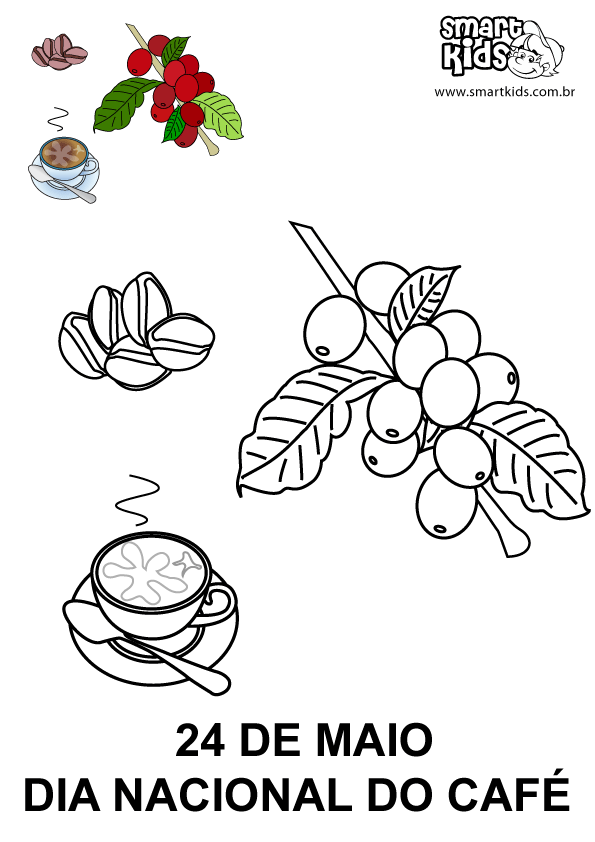 smart
kids
www.smartkids.com.br
24 DE MAIO
DIA NACIONAL DO CAFÉ